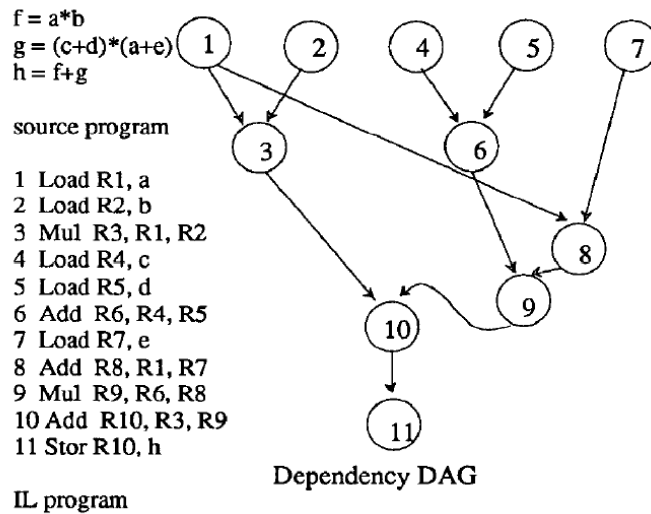 f = a*b
g = (c+d)*(a+e)
h = f+g
source program
1 Load R1, a
2 Load R2, b
3 Mul R3, R1, R2
4 Load R4, c
5 Load R5, d
6 Add R6, R4, R5
7 Load R7, e
8 Add R8, R1, R7
9 Mul R9, R6, R8
10 Add R10, R3, R9
11 Stor R10, h
IL program
1
2
4
5
7
3
6
8
9
10
11
Dependency DAG